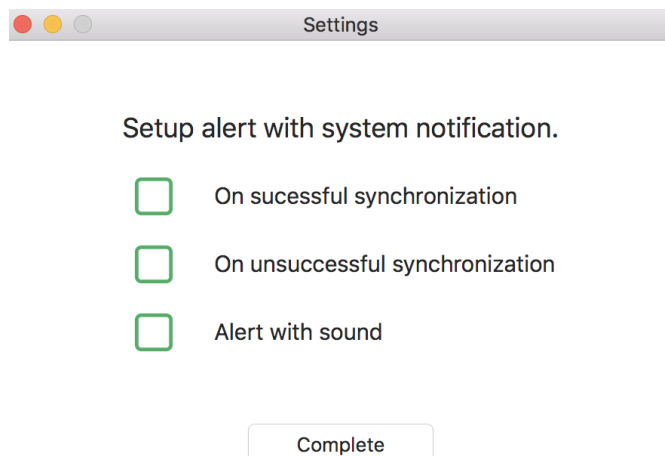 Settings
Setup alert with system notification.
On sucessful synchronization
On unsuccessful synchronization
Alert with sound
Complete